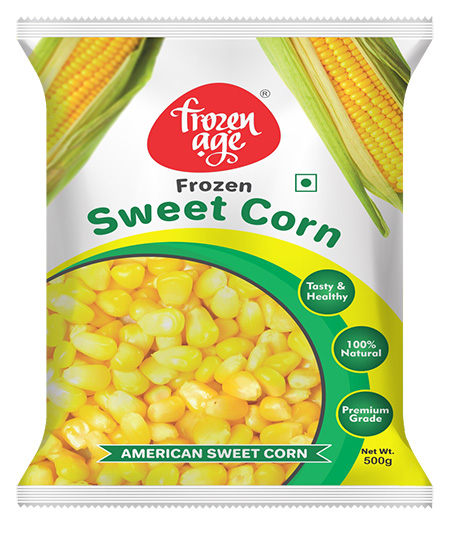 frozen
age
®
Frozen
Sweet Corn
Tasty &
Healthy
100%
Natural
Premium
Grade
AMERICAN SWEET CORN
Net Wt.
500g